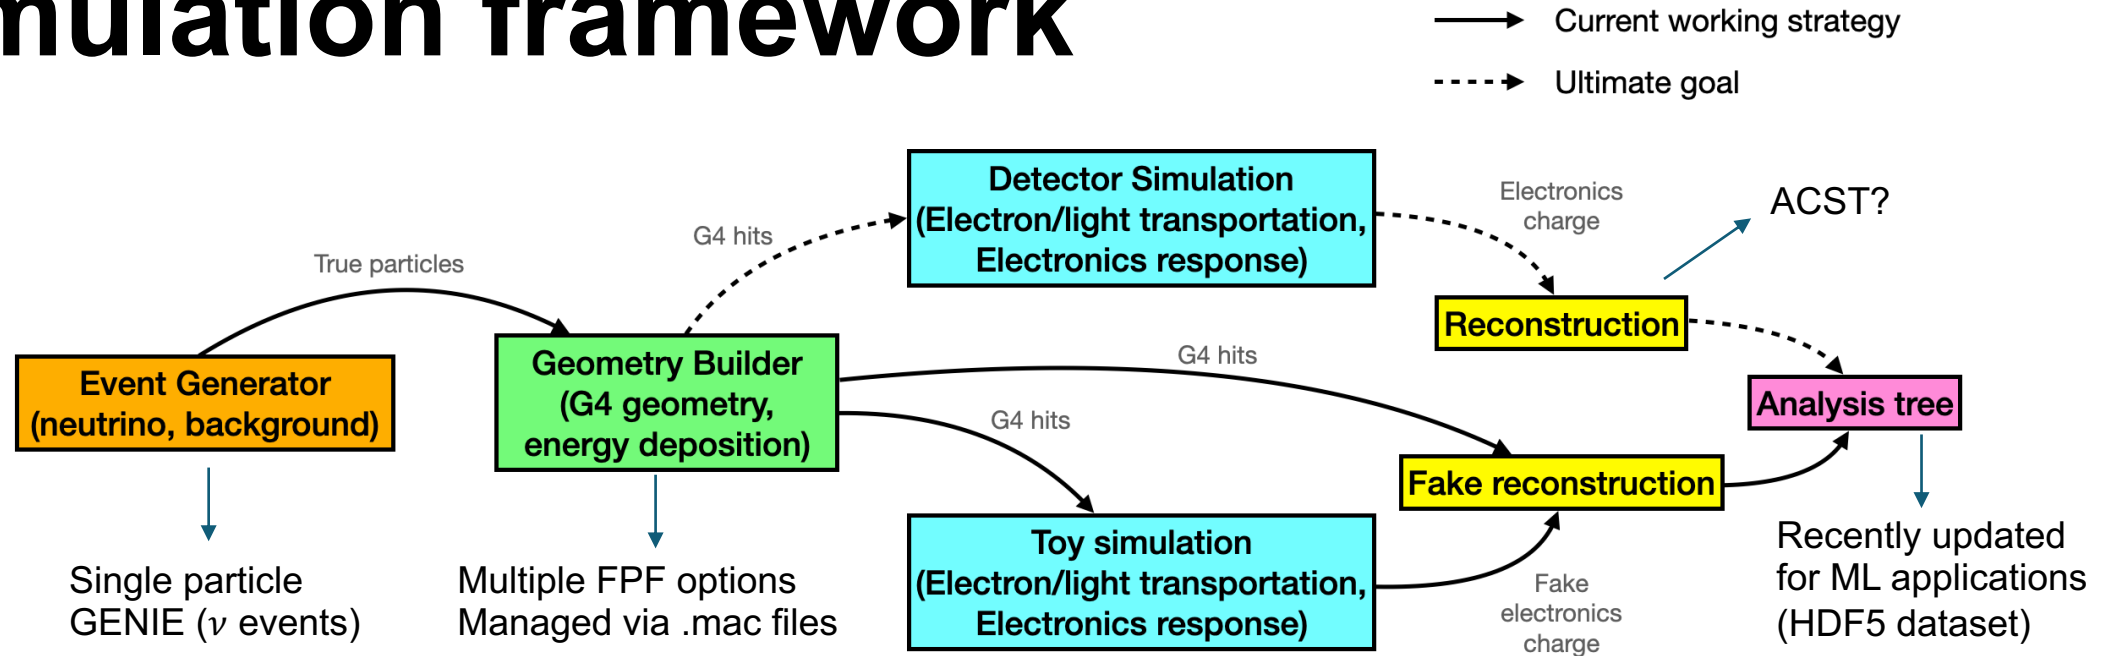 mulation framework
Current working strategy
Ultimate goal
Detector Simulation
(Electron/light transportation,
Electronics response)
Electronics
charge
ACST?
G4 hits
True particles
Reconstruction
Geometry Builder
(G4 geometry,
energy deposition)
G4 hits
Event Generator
(neutrino, background)
G4 hits
Analysis tree
Fake reconstruction
Toy simulation
(Electron/light transportation,
Electronics response)
Fake
electronics
charge
Single particle
GENIE (ν events)
Multiple FPF options
Managed via .mac files
Recently updated
for ML applications
(HDF5 dataset)